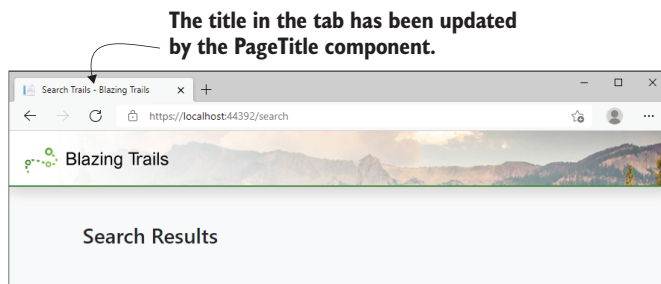 The title in the tab has been updated
by the PageTitle component.
Search Trails - Blazing Trails
https://localhost:44392/search
Blazing Trails
Search Results